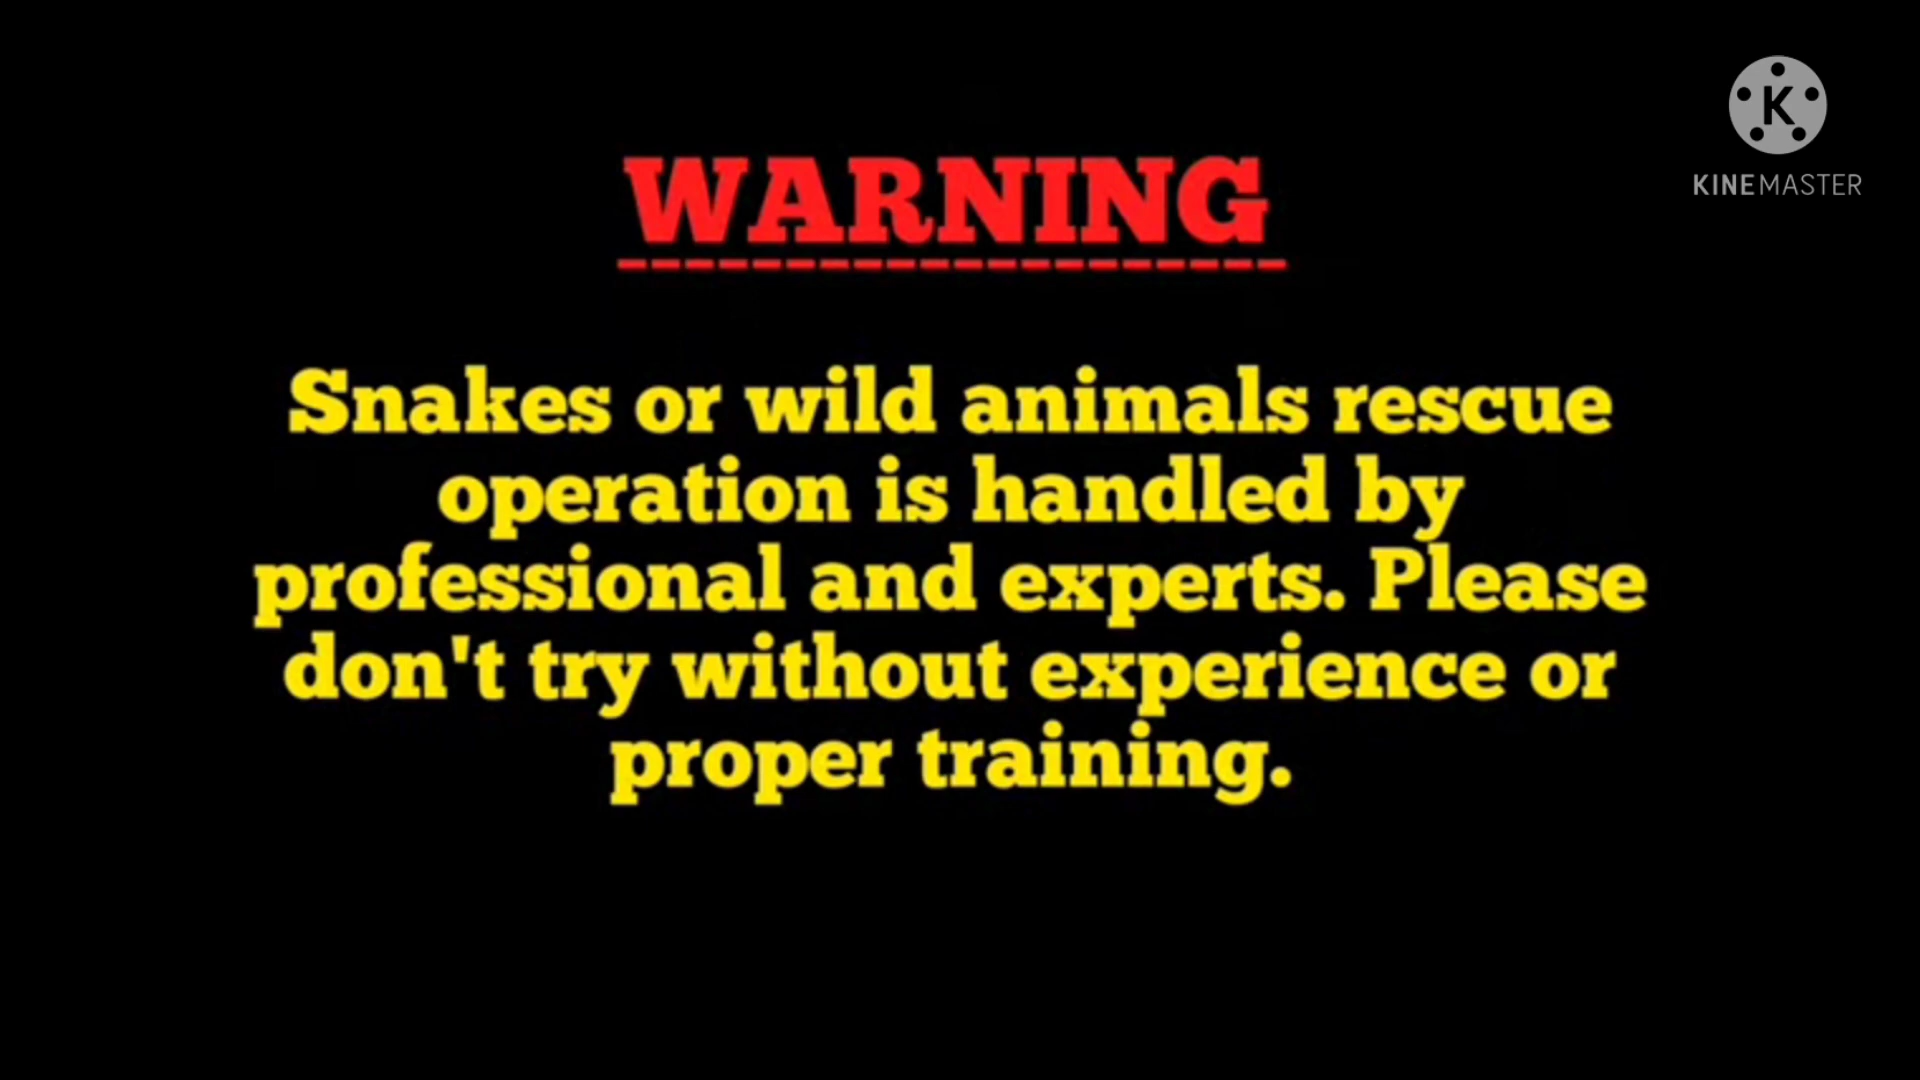 K
KINEMASTER
WARNING
--------------------
Snakes or wild animals rescue
operation is handled by
professional and experts. Please
don't try without experience or
proper training.